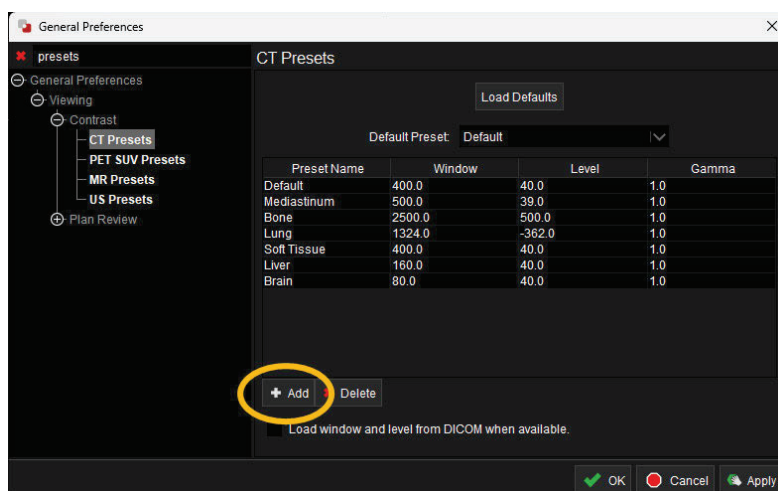 General Preferences
presets
General Preferences
Viewing
Contrast
CT Presets
PET SUV Presets
MR Presets
US Presets
Plan Review
CT Presets
Load Defaults
Default Preset: Default
Preset Name Window Level Gamma
Default 400.0 40.0 1.0
Mediastinum 500.0 39.0 1.0
Bone 2500.0 500.0 1.0
Lung 1324.0 -362.0 1.0
Soft Tissue 400.0 40.0 1.0
Liver 160.0 40.0 1.0
Brain 80.0 40.0 1.0
Add Delete
Load window and level from DICOM when available.
OK Cancel Apply